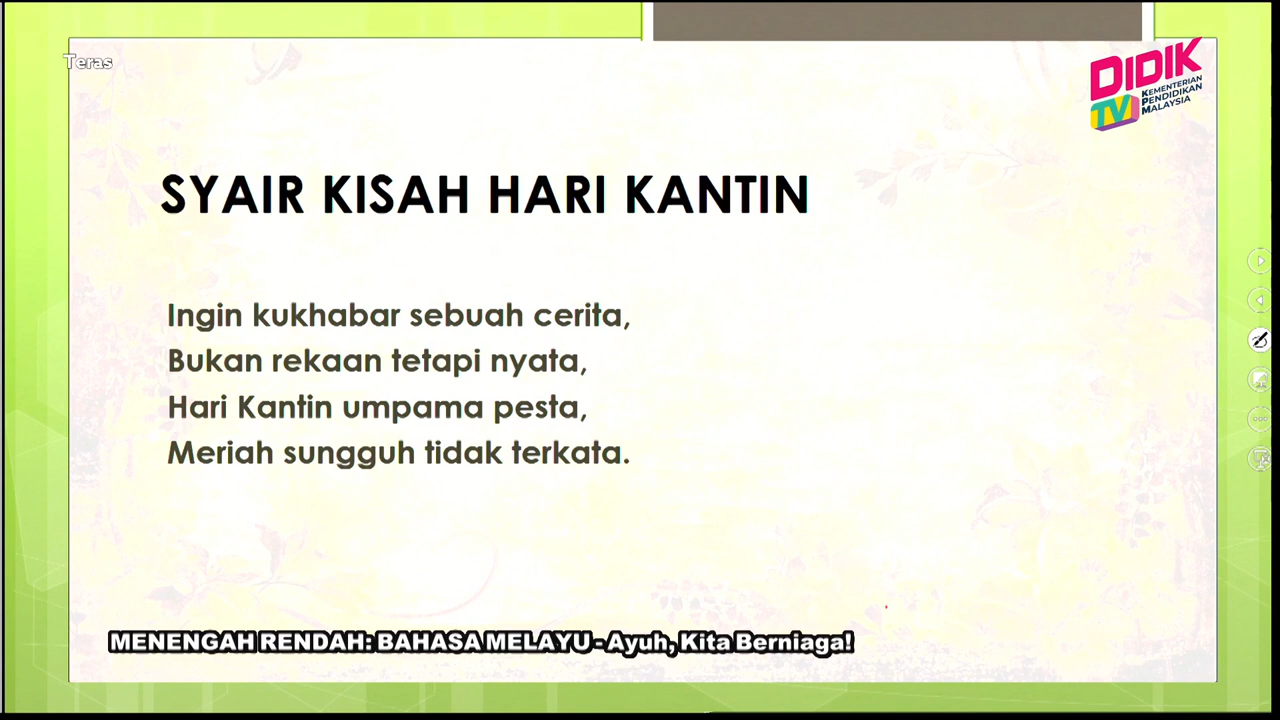 Teras
DIDIK
TV
KEMENTERIAN
PENDIDIKAN
MALAYSIA
SYAIR KISAH HARI KANTIN
Ingin kukhabar sebuah cerita,
Bukan rekaan tetapi nyata,
Hari Kantin umpama pesta,
Meriah sungguh tidak terkata.
MENENGAH RENDAH: BAHASA MELAYU - Ayuh, Kita Berniaga!